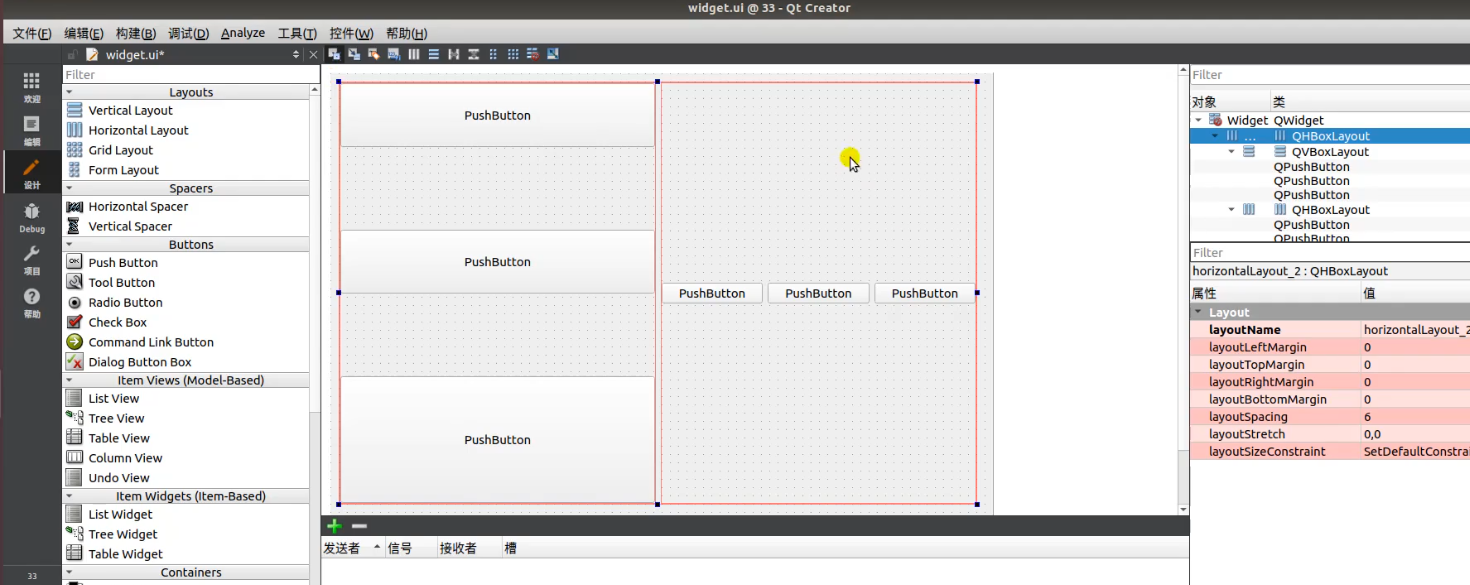 widget.ui @ 33 - Qt Creator
文件(F) 编辑(E) 构建(B) 调试(D) Analyze 工具(T) 控件(W) 帮助(H)
widget.ui*
Filter
Layouts
Vertical Layout
Horizontal Layout
Grid Layout
Form Layout
Spacers
Horizontal Spacer
Vertical Spacer
Buttons
Push Button
Tool Button
Radio Button
Check Box
Command Link Button
Dialog Button Box
Item Views (Model-Based)
List View
Tree View
Table View
Column View
Undo View
Item Widgets (Item-Based)
List Widget
Tree Widget
Table Widget
Containers
欢迎
编辑
设计
Debug
项目
帮助
33
PushButton
PushButton
PushButton
PushButton PushButton PushButton
发送者 信号 接收者 槽
Filter
对象 类
Widget QWidget
... QHBoxLayout
QVBoxLayout
QPushButton
QPushButton
QPushButton
QHBoxLayout
QPushButton
QPushButton
Filter
horizontalLayout_2 : QHBoxLayout
属性 值
Layout
layoutName horizontalLayout_2
layoutLeftMargin 0
layoutTopMargin 0
layoutRightMargin 0
layoutBottomMargin 0
layoutSpacing 6
layoutStretch 0,0
layoutSizeConstraint SetDefaultConstrai